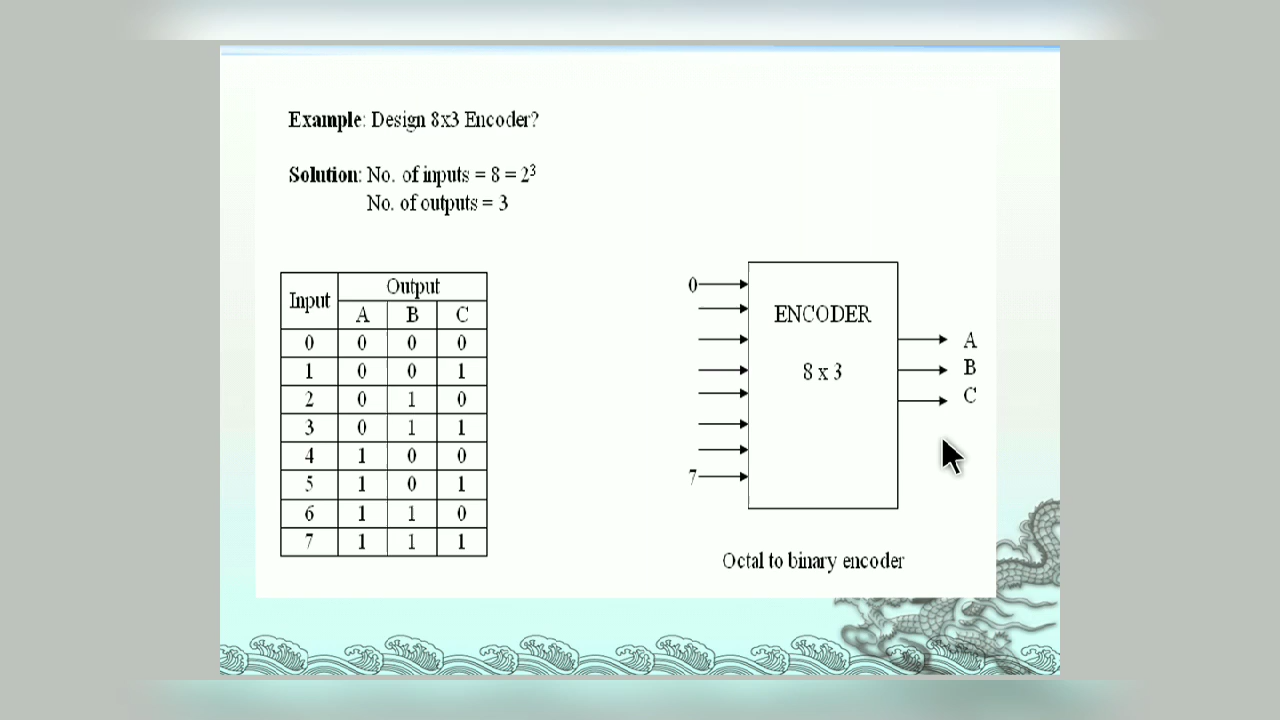 Example: Design 8x3 Encoder?
Solution: No. of inputs = 8 = 2³
No. of outputs = 3
Input Output
A B C
0 0 0 0
1 0 0 1
2 0 1 0
3 0 1 1
4 1 0 0
5 1 0 1
6 1 1 0
7 1 1 1
0
ENCODER
8 x 3
7
A
B
C
Octal to binary encoder